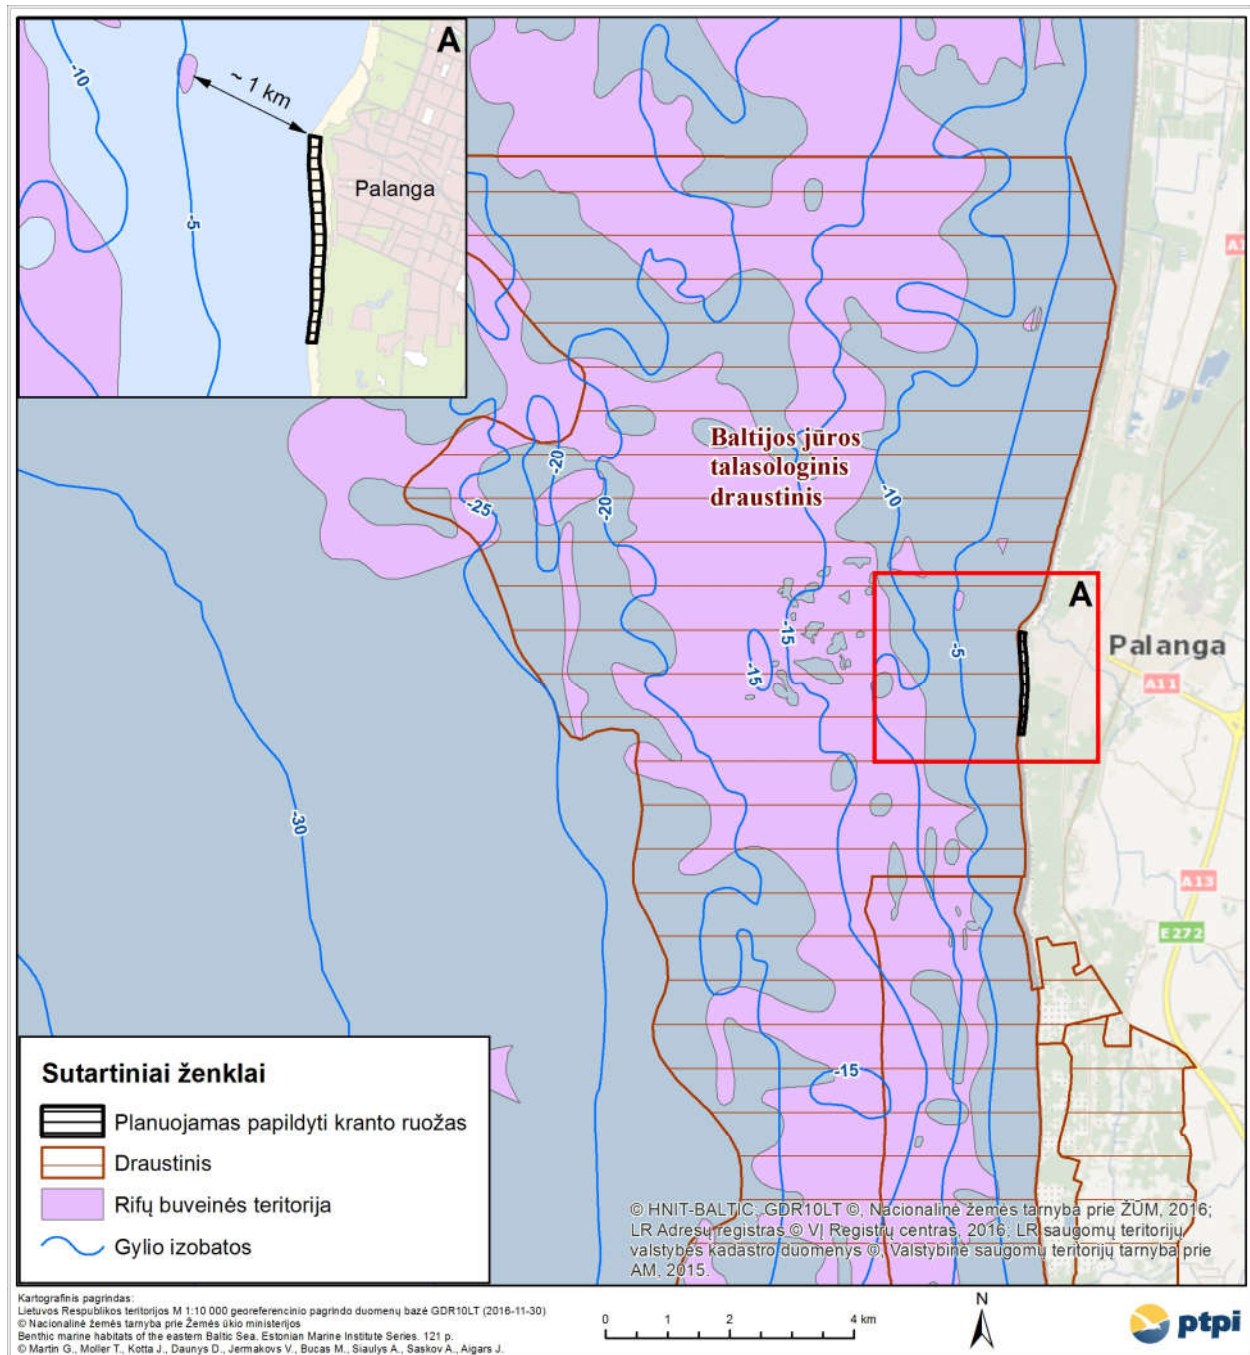 A
-10
~ 1 km
-5
Palanga
Baltijos jūros
talasologinis
draustinis
-20
-25
-20
-10
A
-15
-5
-15
Palanga
A11
A1
-30
A13
E272
-15
Sutartiniai ženklai
Planuojamas papildyti kranto ruožas
Draustinis
Rifų buveinės teritorija
Gylio izobatos
© HNIT-BALTIC; GDR10LT ©, Nacionalinė žemės tarnyba prie ŽŪM, 2016;
LR Adresų registras © VĮ Registrų centras, 2016; LR saugomų teritorijų
valstybės kadastro duomenys ©, Valstybinė saugomų teritorijų tarnyba prie
AM, 2015.
Kartografinis pagrindas:
Lietuvos Respulikos teritorijos M 1:10 000 georeferencinio pagrindo duomenų bazė GDR10LT (2016-11-30)
© Nacionalinė žemės tarnyba prie Žemės ūkio ministerijos
Benthic marine habitats of the eastern Baltic Sea. Estonian Marine Institute Series. 121 p.
© Martin G., Moller T., Kotta J., Daunys D., Jermakovs V., Bucas M., Siaulys A., Saskov A., Aigars J.
0 1 2 4 km
N
ptpi